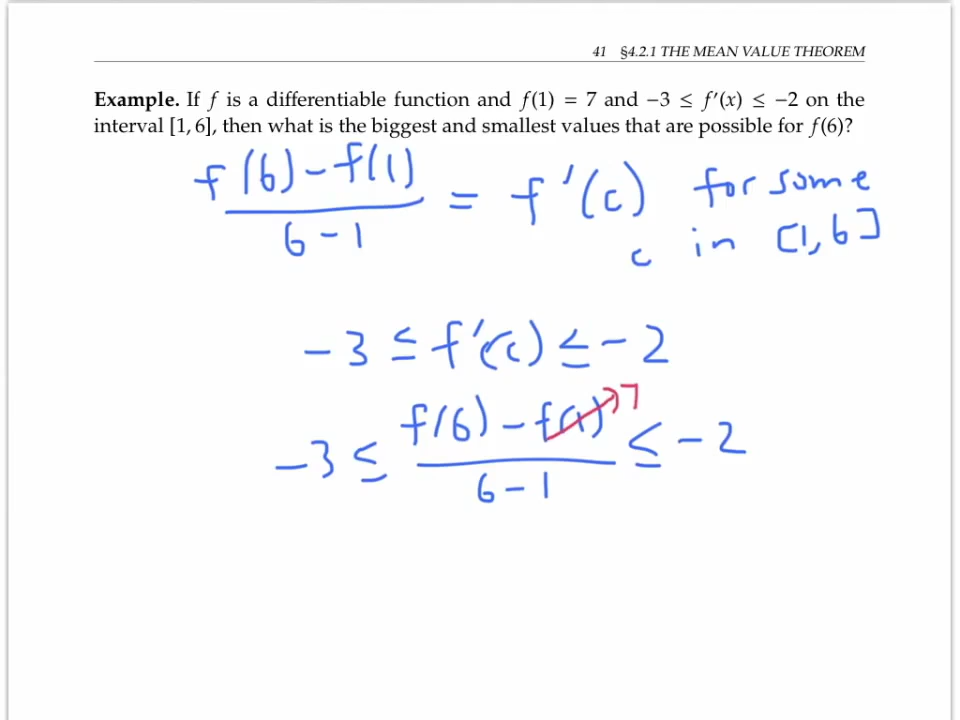 41 §4.2.1 THE MEAN VALUE THEOREM
Example. If f is a differentiable function and f(1) = 7 and −3 ≤ f′(x) ≤ −2 on the
interval [1, 6], then what is the biggest and smallest values that are possible for f(6)?
f(6) − f(1)
6 − 1
= f′(c) for some
c in [1, 6]
−3 ≤ f′(c) ≤ −2
−3 ≤ f(6) − f(1) 7 ≤ −2
6 − 1